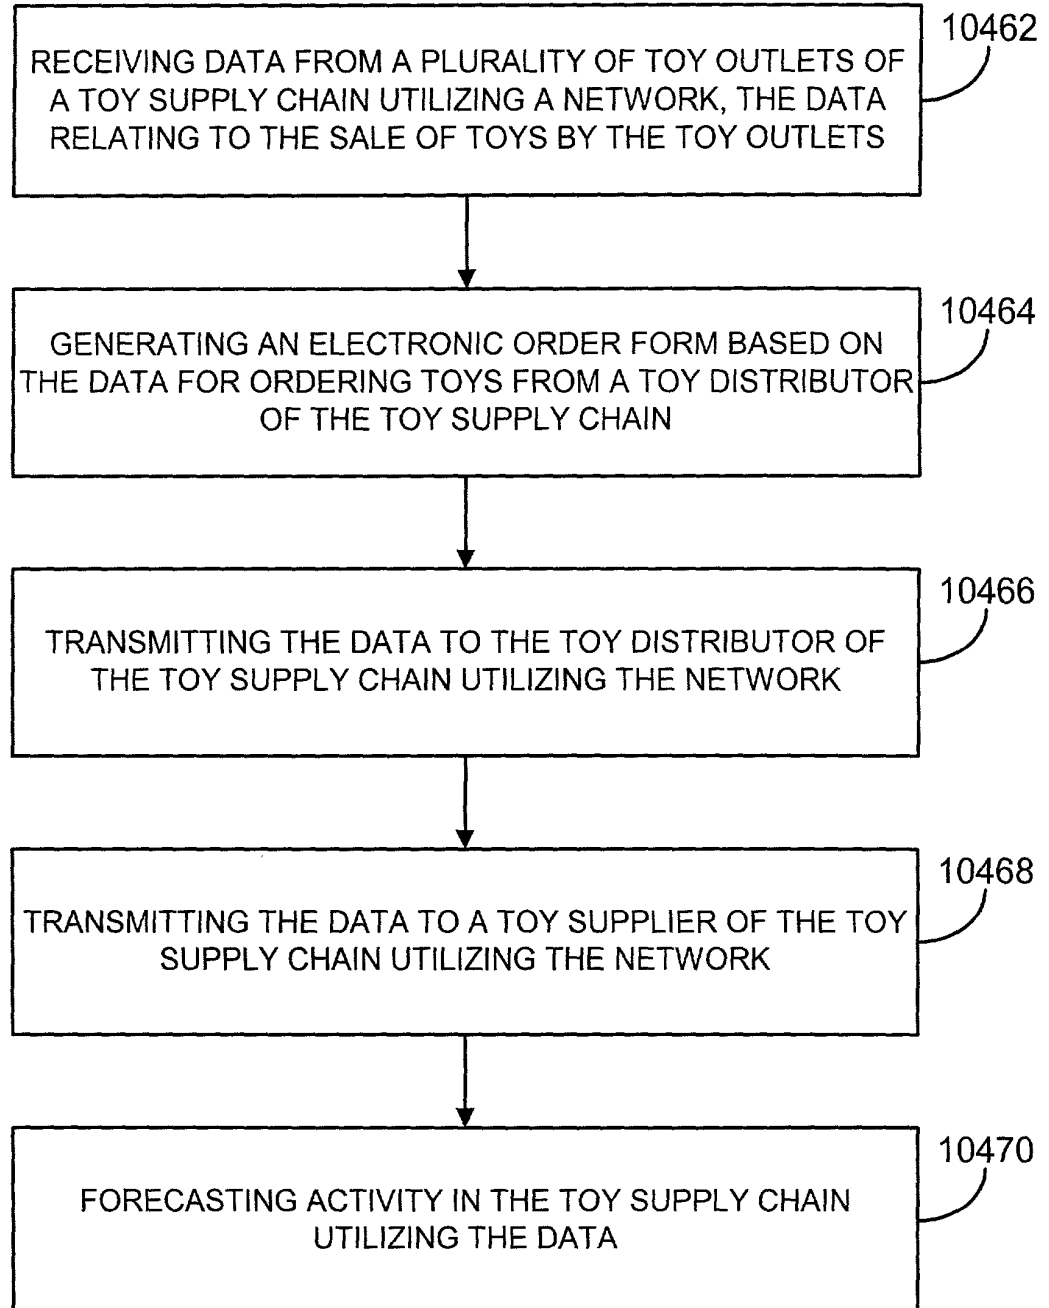 10462
RECEIVING DATA FROM A PLURALITY OF TOY OUTLETS OF
A TOY SUPPLY CHAIN UTILIZING A NETWORK, THE DATA
RELATING TO THE SALE OF TOYS BY THE TOY OUTLETS
10464
GENERATING AN ELECTRONIC ORDER FORM BASED ON
THE DATA FOR ORDERING TOYS FROM A TOY DISTRIBUTOR
OF THE TOY SUPPLY CHAIN
10466
TRANSMITTING THE DATA TO THE TOY DISTRIBUTOR OF
THE TOY SUPPLY CHAIN UTILIZING THE NETWORK
10468
TRANSMITTING THE DATA TO A TOY SUPPLIER OF THE TOY
SUPPLY CHAIN UTILIZING THE NETWORK
10470
FORECASTING ACTIVITY IN THE TOY SUPPLY CHAIN
UTILIZING THE DATA